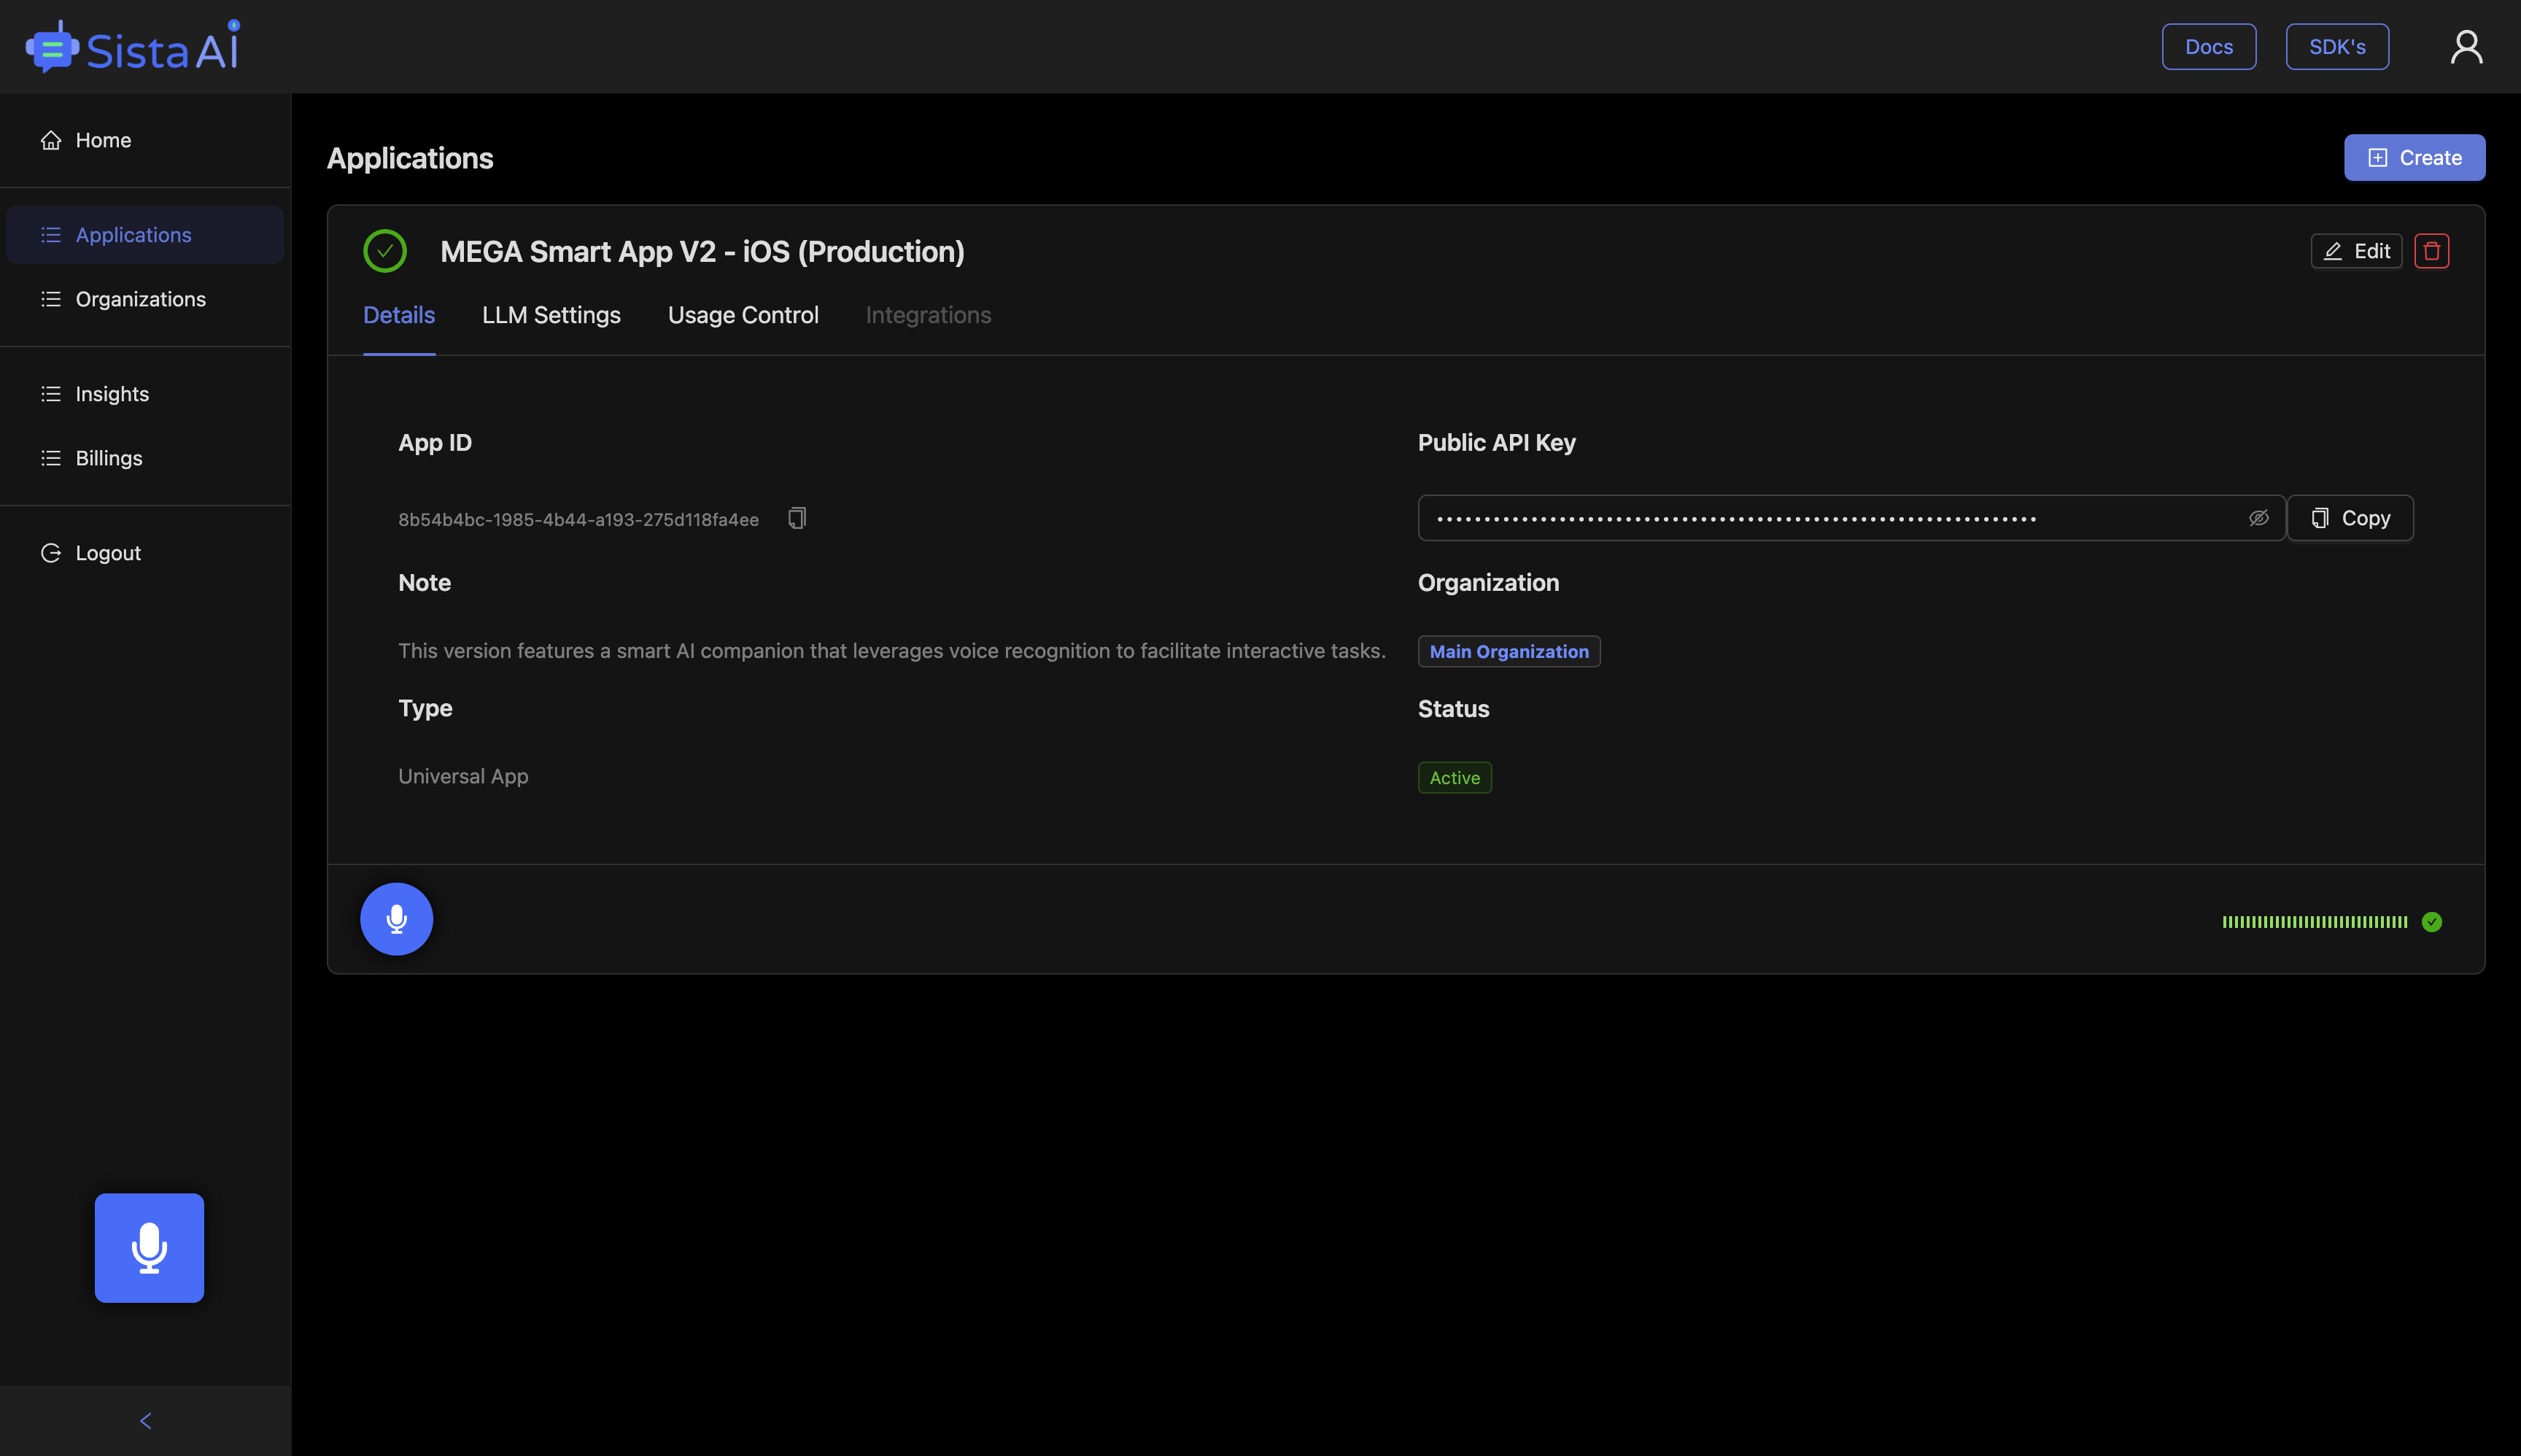 Sista AI
Docs
SDK's
Home
Applications
Organizations
Insights
Billings
Logout
Applications
Create
MEGA Smart App V2 - iOS (Production)
Edit
Details
LLM Settings
Usage Control
Integrations
App ID
8b54b4bc-1985-4b44-a193-275d118fa4ee
Public API Key
••••••••••••••••••••••••••••••••••••••••••••••••••••••••••••••••
Copy
Note
This version features a smart AI companion that leverages voice recognition to facilitate interactive tasks.
Organization
Main Organization
Type
Universal App
Status
Active